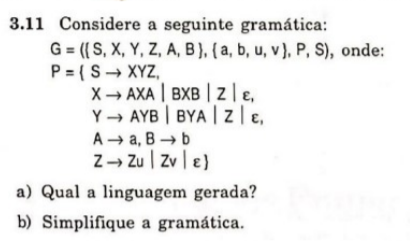 3.11 Considere a seguinte gramática:
G = ({S, X, Y, Z, A, B}, {a, b, u, v}, P, S), onde:
P = { S → XYZ,
X → AXA | BXB | Z | ε,
Y → AYB | BYA | Z | ε,
A → a, B → b
Z → Zu | Zv | ε}
a) Qual a linguagem gerada?
b) Simplifique a gramática.